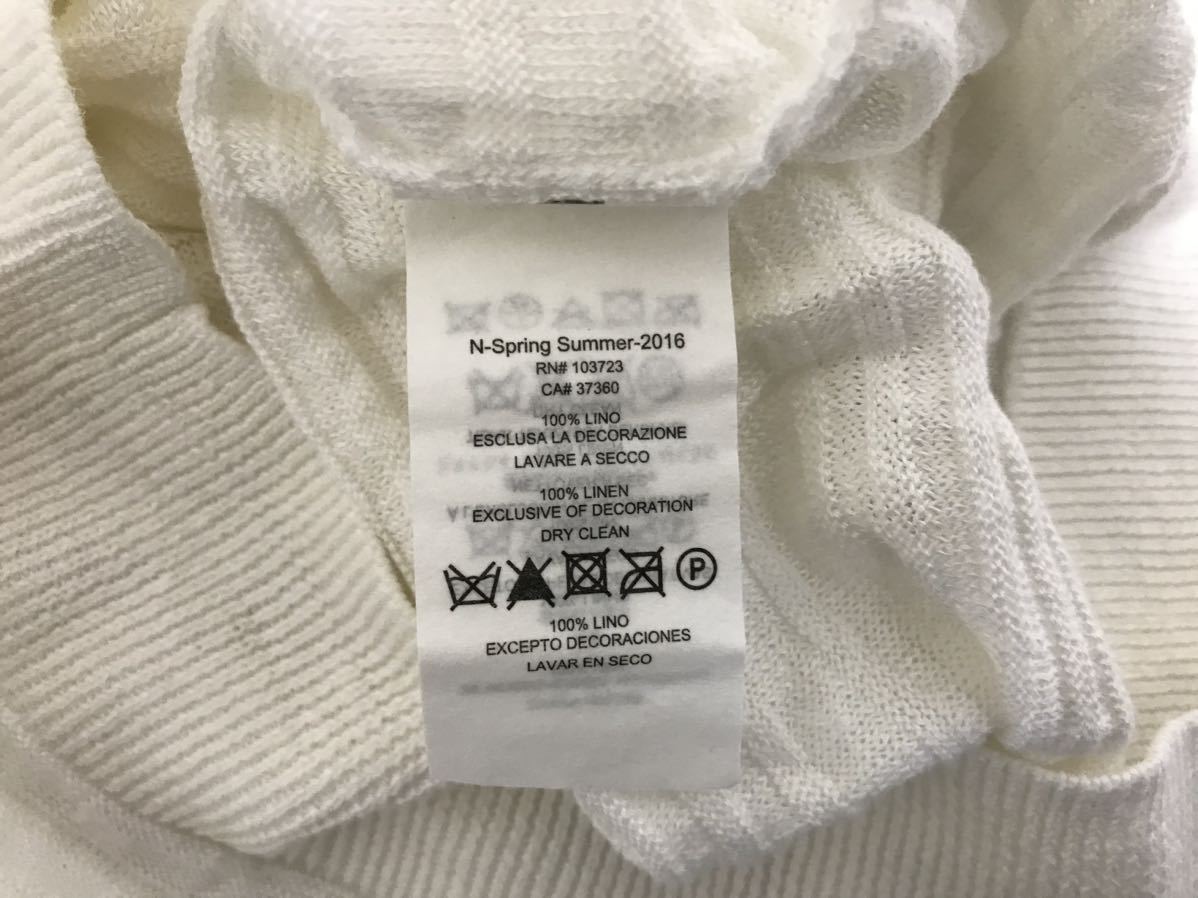 N-Spring Summer-2016
RN# 103723
CA# 37360
100% LINO
ESCLUSA LA DECORAZIONE
LAVARE A SECCO
100% LINEN
EXCLUSIVE OF DECORATION
DRY CLEAN
P
100% LINO
EXCEPTO DECORACIONES
LAVAR EN SECO